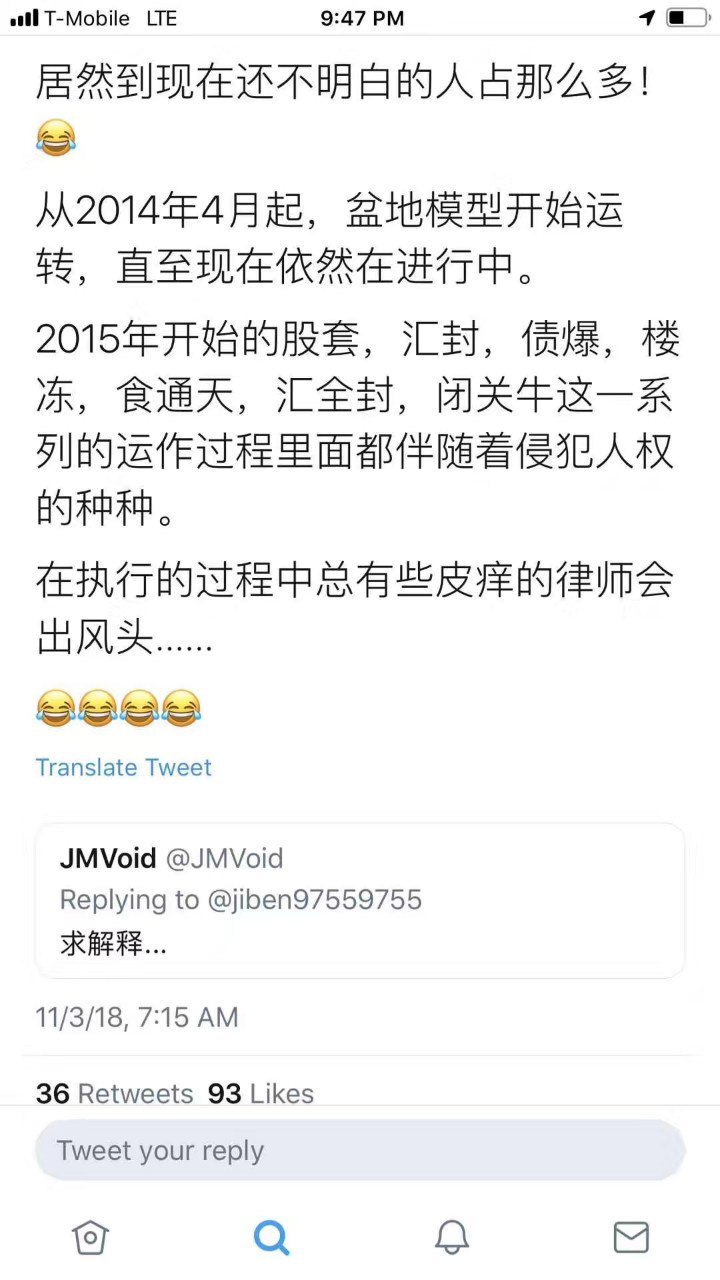 T-Mobile LTE 9:47 PM
居然到现在还不明白的人占那么多！
😂
从2014年4月起，盆地模型开始运
转，直至现在依然在进行中。
2015年开始的股套，汇封，债爆，楼
冻，食通天，汇全封，闭关牛这一系
列的运作过程里面都伴随着侵犯人权
的种种。
在执行的过程中总有些皮痒的律师会
出风头......
😂😂😂😂
Translate Tweet
JMVoid @JMVoid
Replying to @jiben97559755
求解释...
11/3/18, 7:15 AM
36 Retweets 93 Likes
Tweet your reply